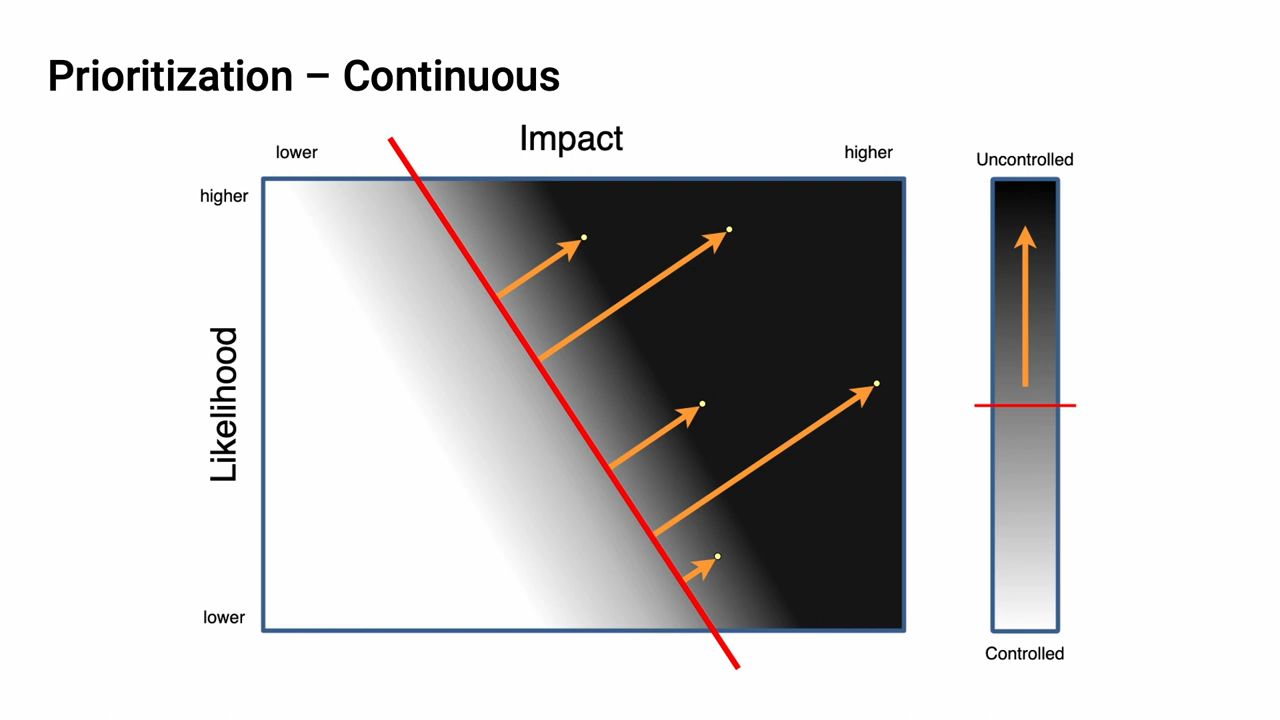 Prioritization – Continuous
Impact
lower
higher
Uncontrolled
higher
Likelihood
lower
Controlled